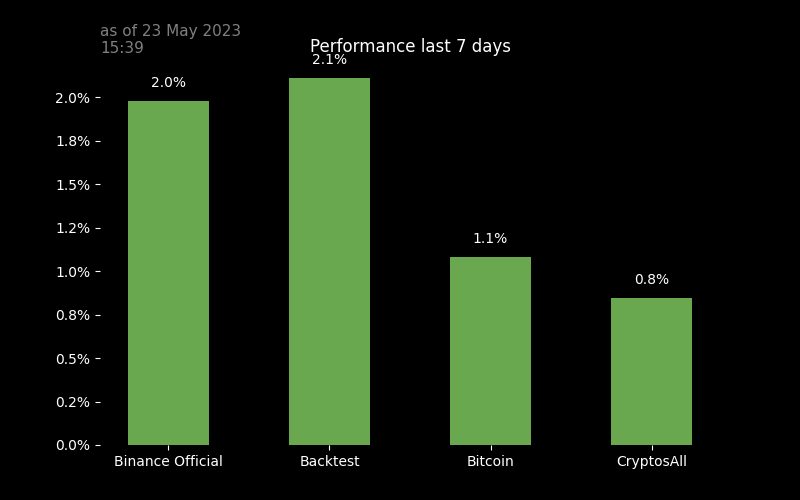 as of 23 May 2023
15:39
Performance last 7 days
2.0%
2.1%
1.1%
0.8%
2.0%
1.8%
1.5%
1.2%
1.0%
0.8%
0.5%
0.2%
0.0%
Binance Official
Backtest
Bitcoin
CryptosAll